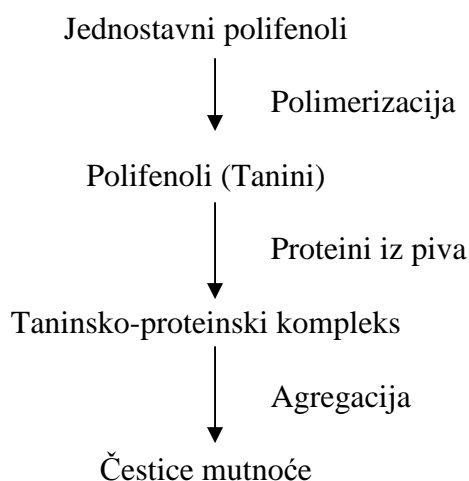 Jednostavni polifenoli
Polimerizacija
Polifenoli (Tanini)
Proteini iz piva
Taninsko-proteinski kompleks
Agregacija
Čestice mutnoće